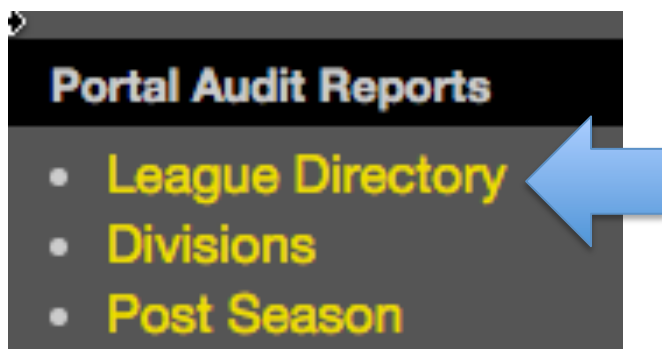 Portal Audit Reports
League Directory
Divisions
Post Season